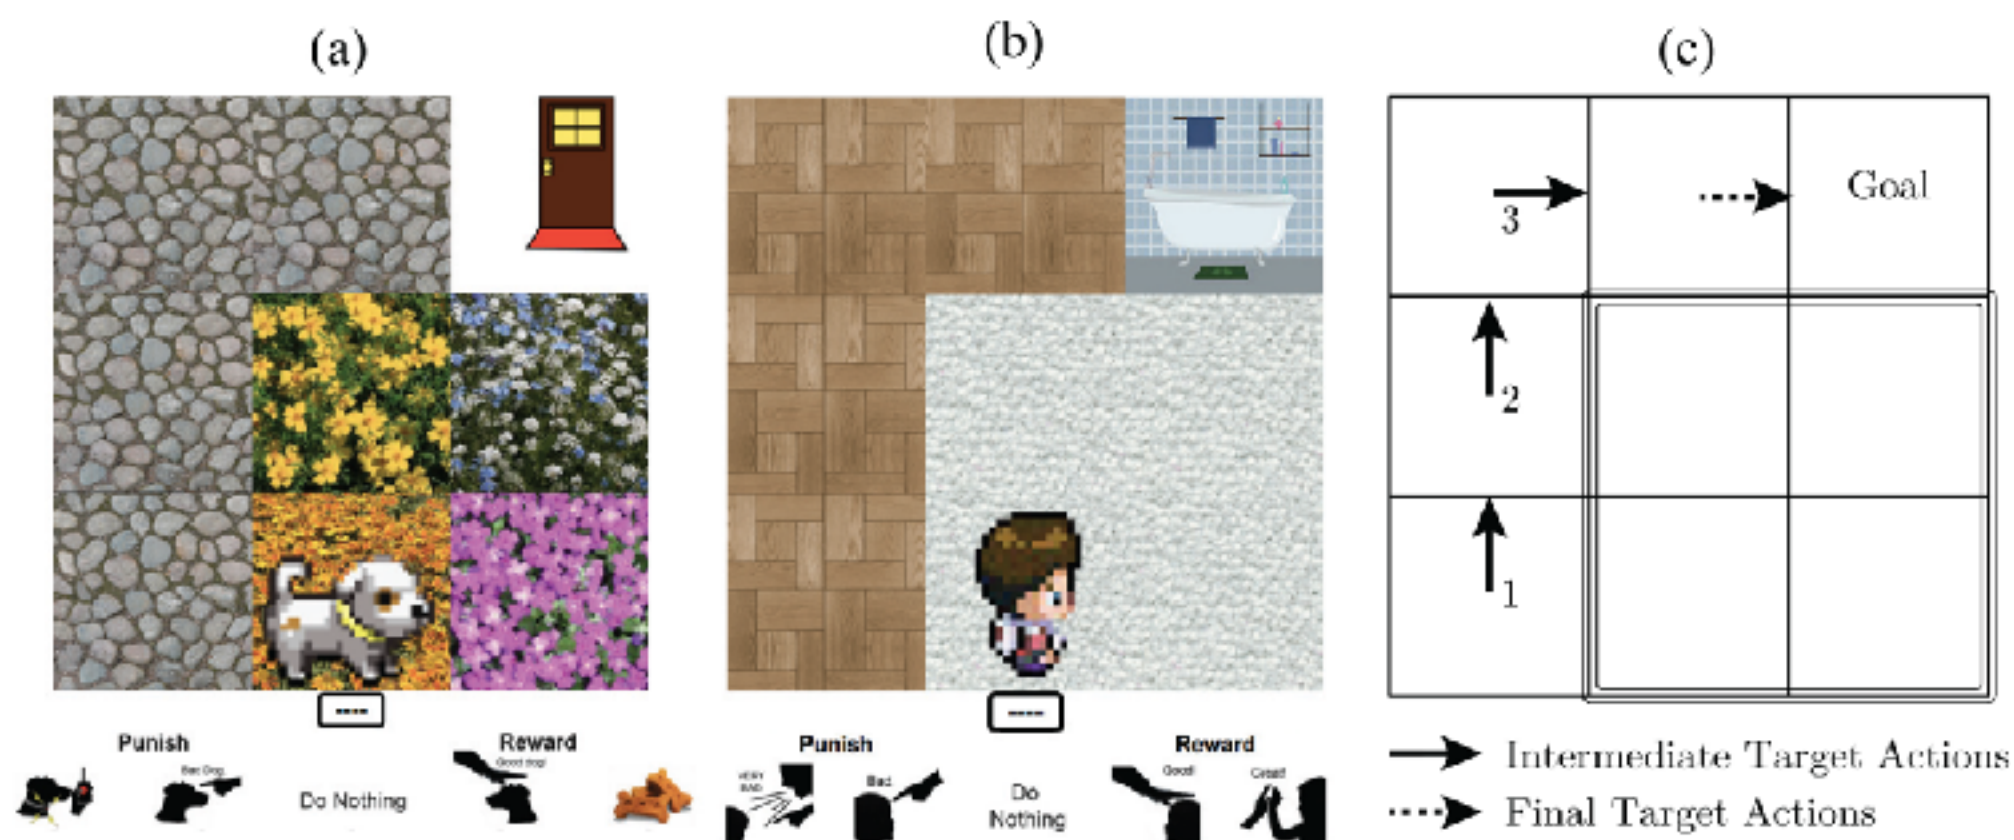 (a)
(b)
(c)
Goal
3
2
1
----
----
Punish
Reward
Bad Dog
Good dog!
Do Nothing
Punish
Reward
VERY
BAD
Bad
Good!
Great!
Do
Nothing
Intermediate Target Actions
Final Target Actions